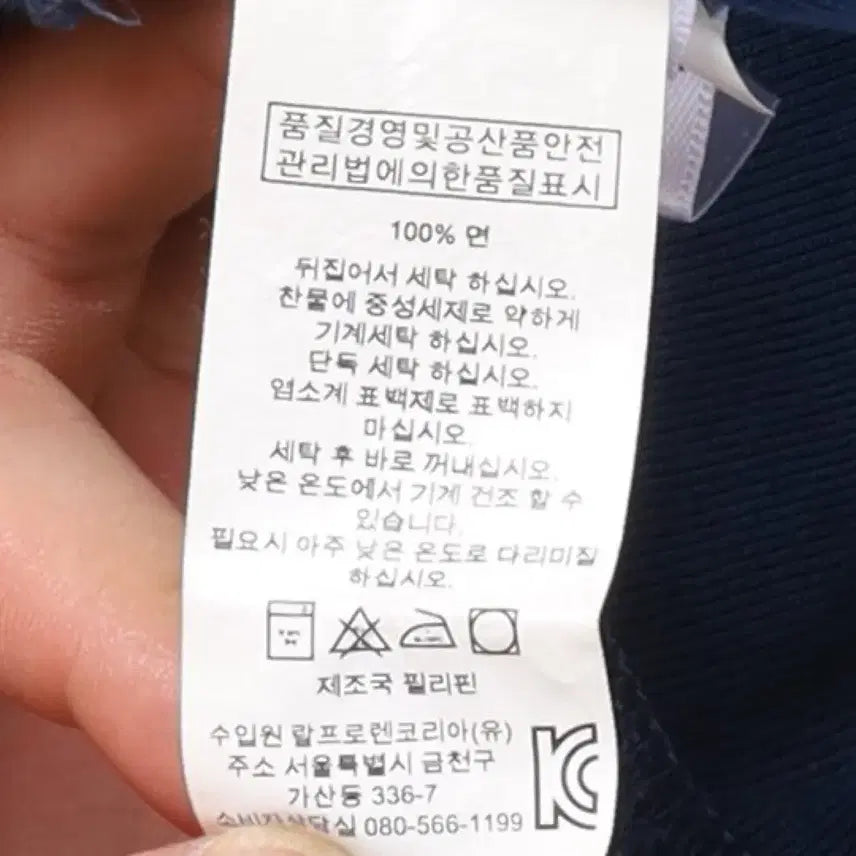 품질경영및공산품안전
관리법에의한품질표시
100% 면
뒤집어서 세탁 하십시오.
찬물에 중성세제로 약하게
기계세탁 하십시오.
단독 세탁 하십시오.
염소계 표백제로 표백하지
마십시오.
세탁 후 바로 꺼내십시오.
낮은 온도에서 기계 건조 할 수
있습니다.
필요시 아주 낮은 온도로 다리미질
하십시오.
제조국 필리핀
수입원 랄프로렌코리아(유)
주소 서울특별시 금천구
가산동 336-7
소비자상담실 080-566-1199